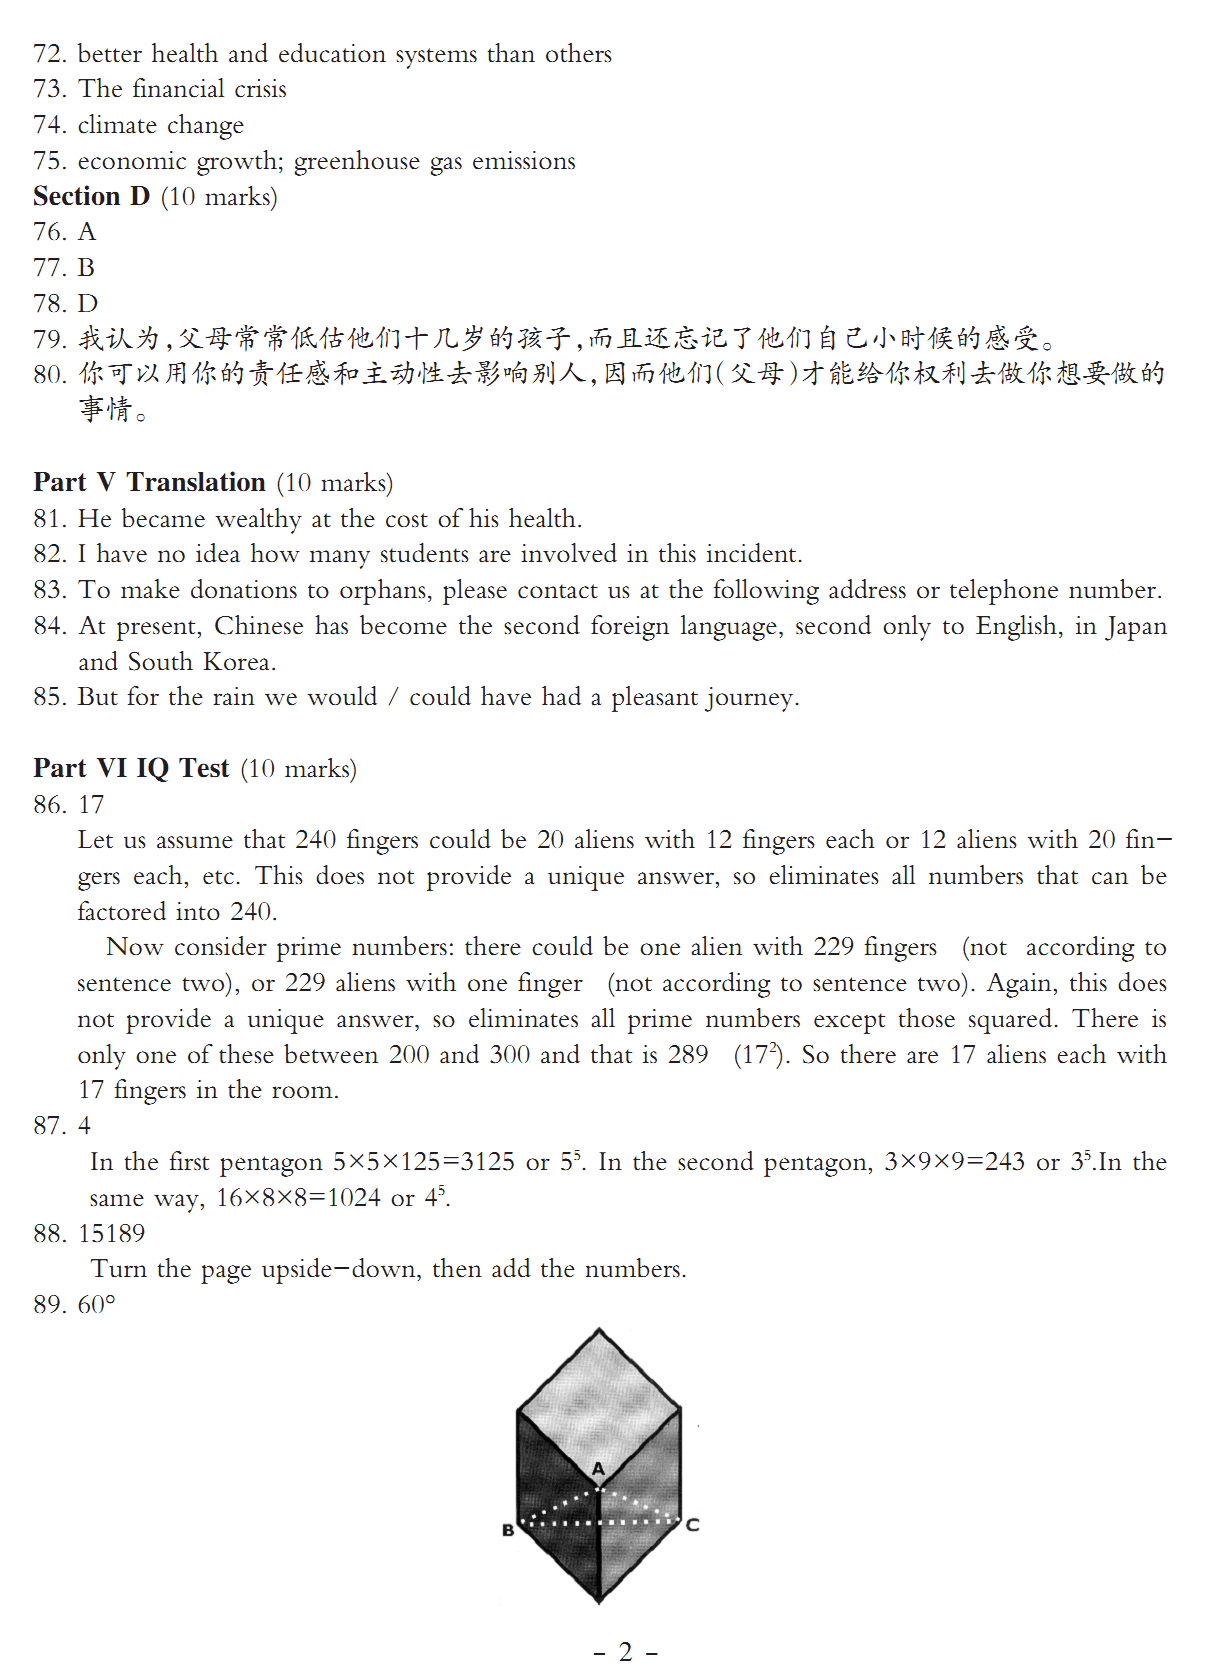 72. better health and education systems than others
73. The financial crisis
74. climate change
75. economic growth; greenhouse gas emissions
Section D (10 marks)
76. A
77. B
78. D
79. 我认为,父母常常低估他们十几岁的孩子,而且还忘记了他们自己小时候的感受。
80. 你可以用你的责任感和主动性去影响别人,因而他们(父母)才能给你权利去做你想要做的
事情。
Part V Translation (10 marks)
81. He became wealthy at the cost of his health.
82. I have no idea how many students are involved in this incident.
83. To make donations to orphans, please contact us at the following address or telephone number.
84. At present, Chinese has become the second foreign language, second only to English, in Japan
and South Korea.
85. But for the rain we would / could have had a pleasant journey.
Part VI IQ Test (10 marks)
86. 17
Let us assume that 240 fingers could be 20 aliens with 12 fingers each or 12 aliens with 20 fin-
gers each, etc. This does not provide a unique answer, so eliminates all numbers that can be
factored into 240.
Now consider prime numbers: there could be one alien with 229 fingers (not according to
sentence two), or 229 aliens with one finger (not according to sentence two). Again, this does
not provide a unique answer, so eliminates all prime numbers except those squared. There is
only one of these between 200 and 300 and that is 289 (17²). So there are 17 aliens each with
17 fingers in the room.
87. 4
In the first pentagon 5×5×125=3125 or 5⁵. In the second pentagon, 3×9×9=243 or 3⁵.In the
same way, 16×8×8=1024 or 4⁵.
88. 15189
Turn the page upside-down, then add the numbers.
89. 60°
A
B
C
- 2 -